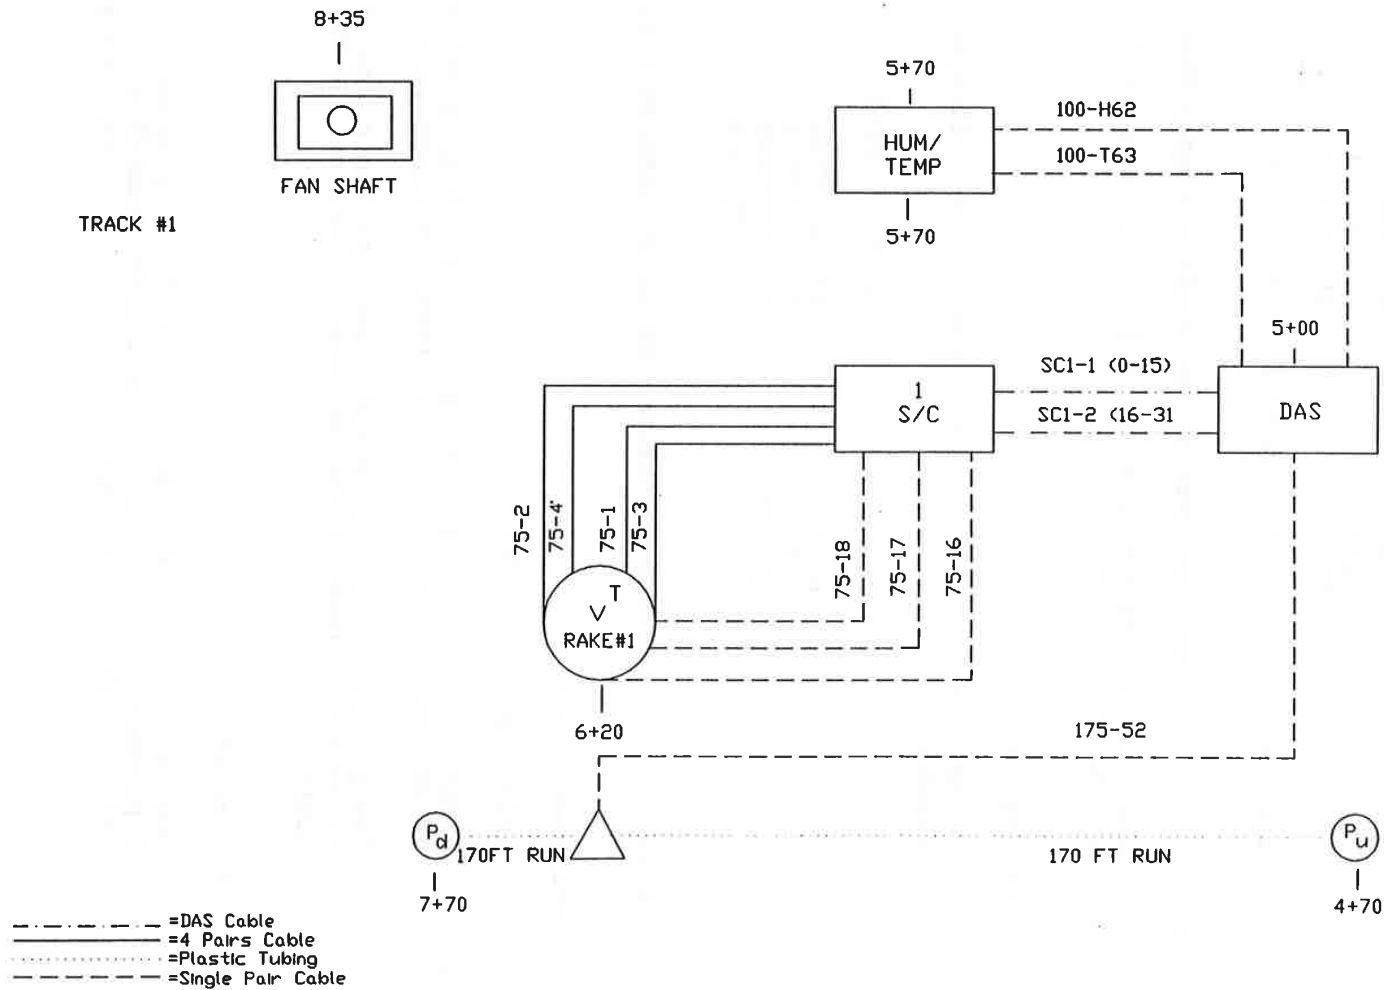 8+35
FAN SHAFT
TRACK #1
5+70
HUM/
TEMP
5+70
100-H62
100-T63
5+00
DAS
SC1-1 (0-15)
SC1-2 (16-31
1
S/C
75-2
75-4
75-1
75-3
75-18
75-17
75-16
T
V
RAKE#1
6+20
175-52
Pd
170FT RUN
170 FT RUN
Pu
7+70
4+70
=DAS Cable
=4 Pairs Cable
=Plastic Tubing
=Single Pair Cable